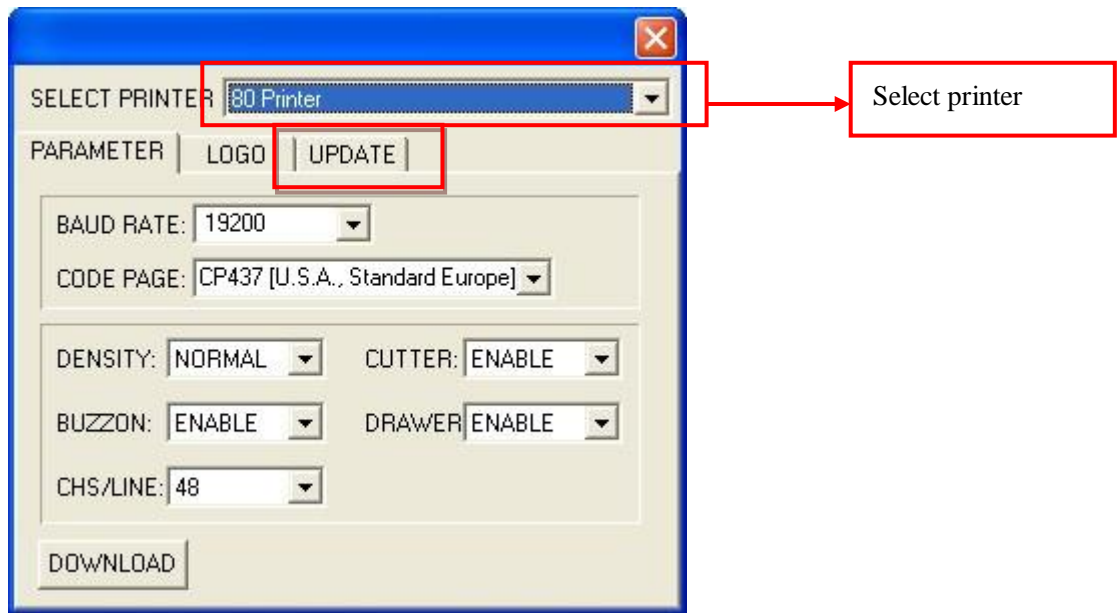 SELECT PRINTER 80 Printer
Select printer
PARAMETER LOGO UPDATE
BAUD RATE: 19200
CODE PAGE: CP437 [U.S.A., Standard Europe]
DENSITY: NORMAL CUTTER: ENABLE
BUZZON: ENABLE DRAWER ENABLE
CHS/LINE: 48
DOWNLOAD